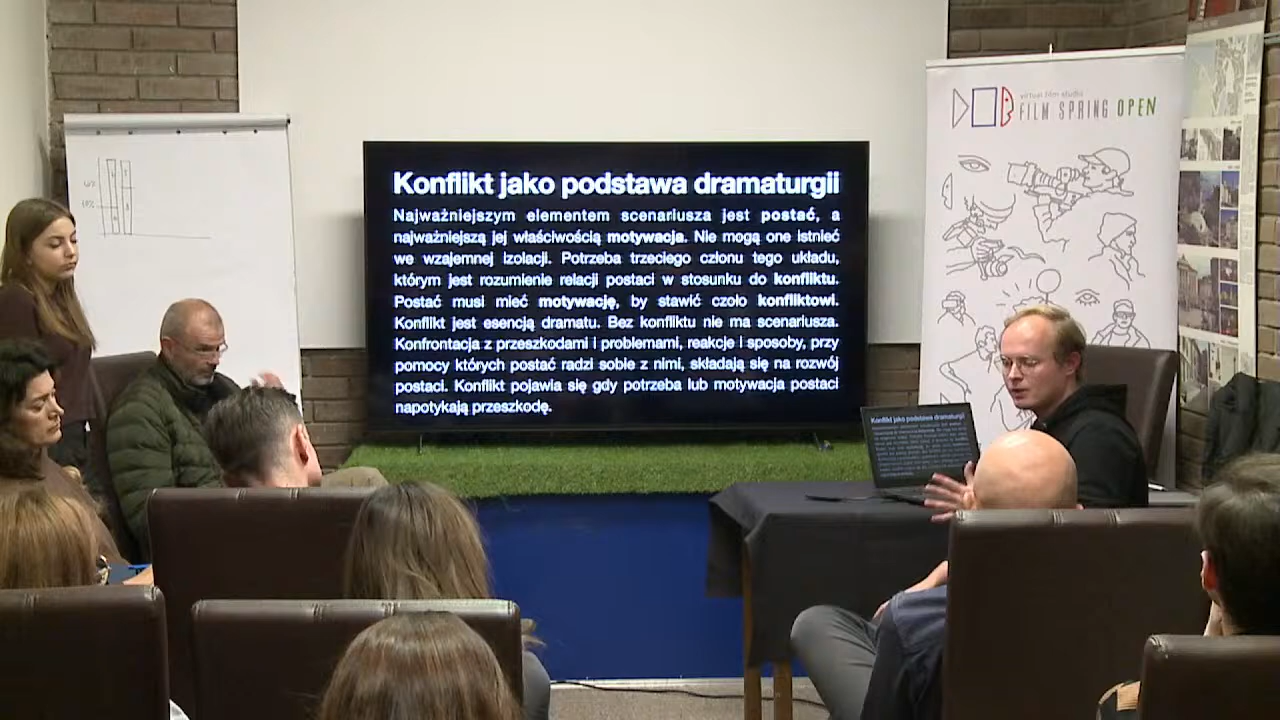 Konflikt jako podstawa dramaturgii
Najważniejszym elementem scenariusza jest postać, a
najważniejszą jej właściwością motywacja. Nie mogą one istnieć
we wzajemnej izolacji. Potrzeba trzeciego członu tego układu,
którym jest rozumienie relacji postaci w stosunku do konfliktu.
Postać musi mieć motywację, by stawić czoło konfliktowi.
Konflikt jest esencją dramatu. Bez konfliktu nie ma scenariusza.
Konfrontacja z przeszkodami i problemami, reakcje i sposoby, przy
pomocy których postać radzi sobie z nimi, składają się na rozwój
postaci. Konflikt pojawia się gdy potrzeba lub motywacja postaci
napotykają przeszkodę.
virtual film studio
FILM SPRING OPEN
Konflikt jako podstawa dramaturgii